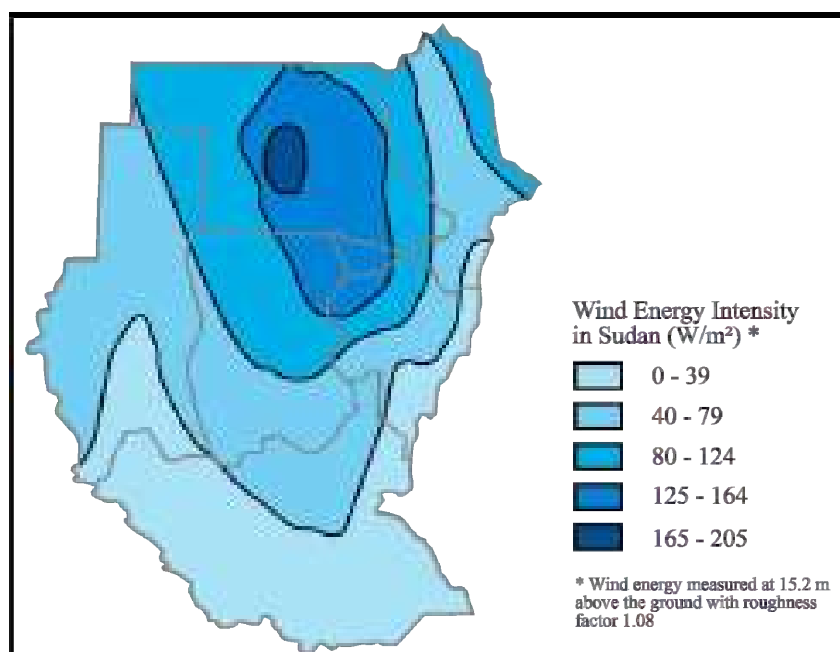 Wind Energy Intensity
in Sudan (W/m²) *
0 - 39
40 - 79
80 - 124
125 - 164
165 - 205
* Wind energy measured at 15.2 m
above the ground with roughness
factor 1.08